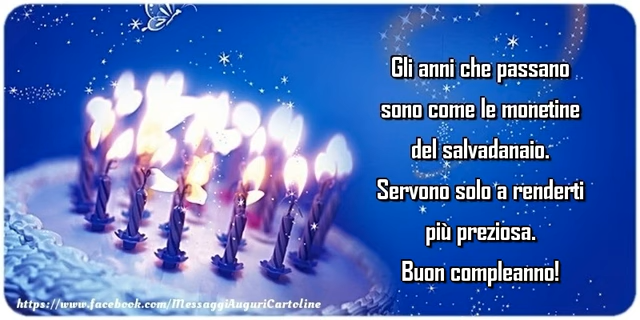 Gli anni che passano
sono come le monetine
del salvadanaio.
Servono solo a renderti
più preziosa.
Buon compleanno!
https://www.facebook.com/MessaggiAuguriCartoline